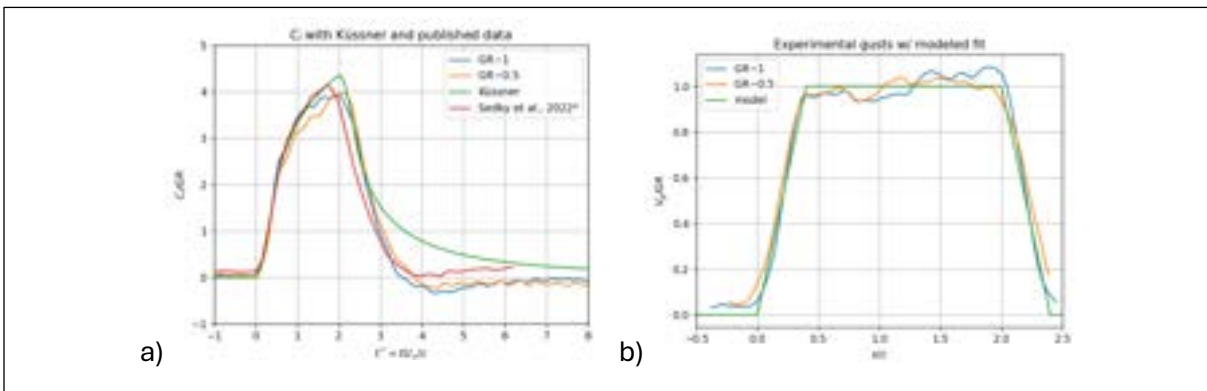 Cₗ with Küssner and published data
GR=1
GR=0.5
Küssner
Sedky et al., 2022*
Cₗ/GR
5
4
3
2
1
0
−1
−1 0 1 2 3 4 5 6 7 8
a)
Experimental gusts w/ modeled fit
GR=1
GR=0.5
model
1.0
0.8
0.6
0.4
0.2
0.0
−0.5 0.0 0.5 1.0 1.5 2.0 2.5
b)